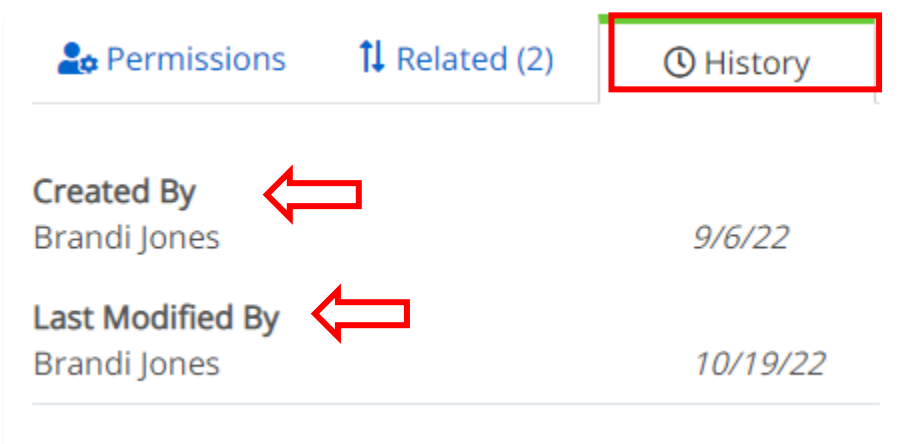 Permissions Related (2) History
Created By
Brandi Jones 9/6/22
Last Modified By
Brandi Jones 10/19/22